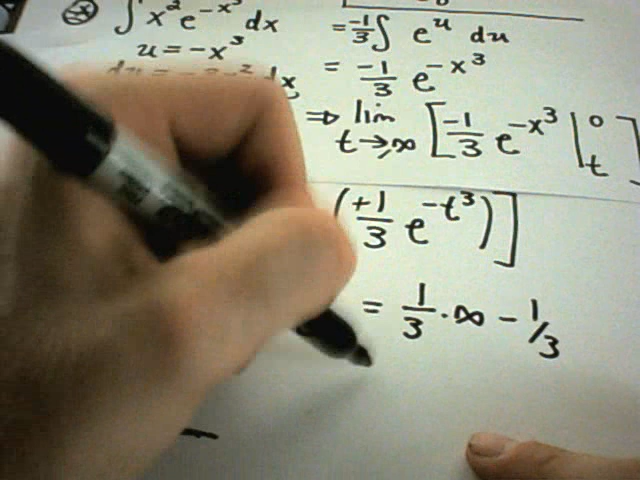 ∫ x² e^(-x³) dx = -1/3 ∫ e^u du
u = -x³
= -1/3 e^(-x³)
⇒ lim t→∞ [ -1/3 e^(-x³) | 0 t ]
( +1/3 e^(-t³) ) ]
= 1/3 · ∞ - 1/3